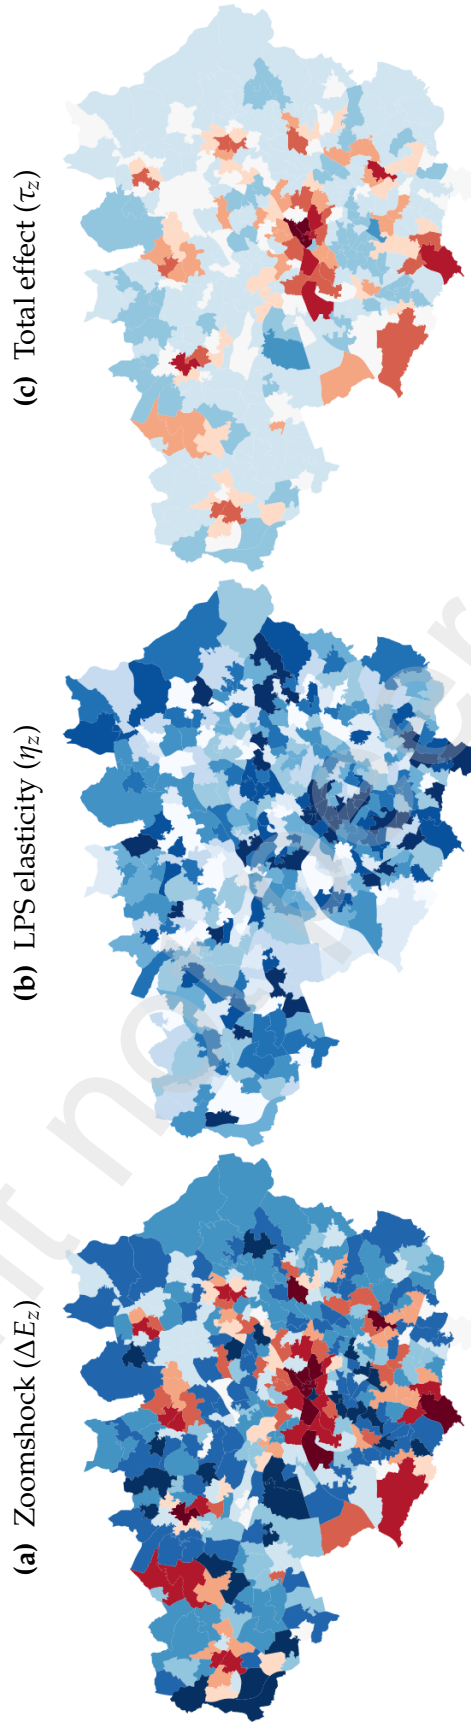 (a) Zoomshock (ΔE_z)
(b) LPS elasticity (η_z)
(c) Total effect (τ_z)